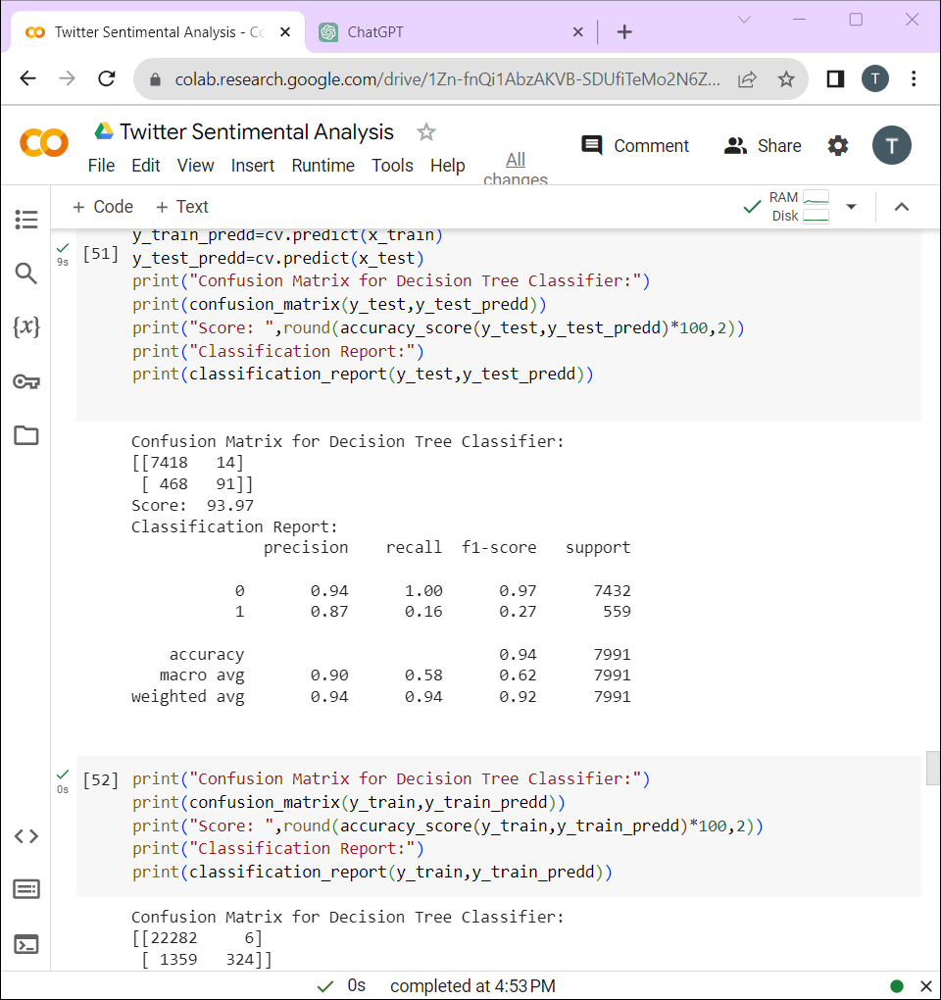 Twitter Sentimental Analysis - Co
ChatGPT
colab.research.google.com/drive/1Zn-fnQi1AbzAKVB-SDUfiTeMo2N6Z...
T
Twitter Sentimental Analysis
File Edit View Insert Runtime Tools Help
All
changes
Comment
Share
T
+ Code + Text
RAM
Disk
9s
[51]
y_train_predd=cv.predict(x_train)
y_test_predd=cv.predict(x_test)
print("Confusion Matrix for Decision Tree Classifier:")
print(confusion_matrix(y_test,y_test_predd))
print("Score: ",round(accuracy_score(y_test,y_test_predd)*100,2))
print("Classification Report:")
print(classification_report(y_test,y_test_predd))
Confusion Matrix for Decision Tree Classifier:
[[7418   14]
 [ 468   91]]
Score:  93.97
Classification Report:
              precision    recall  f1-score   support
           0       0.94      1.00      0.97      7432
           1       0.87      0.16      0.27       559
    accuracy                           0.94      7991
   macro avg       0.90      0.58      0.62      7991
weighted avg       0.94      0.94      0.92      7991
0s
[52]
print("Confusion Matrix for Decision Tree Classifier:")
print(confusion_matrix(y_train,y_train_predd))
print("Score: ",round(accuracy_score(y_train,y_train_predd)*100,2))
print("Classification Report:")
print(classification_report(y_train,y_train_predd))
Confusion Matrix for Decision Tree Classifier:
[[22282     6]
 [ 1359   324]]
0s completed at 4:53 PM